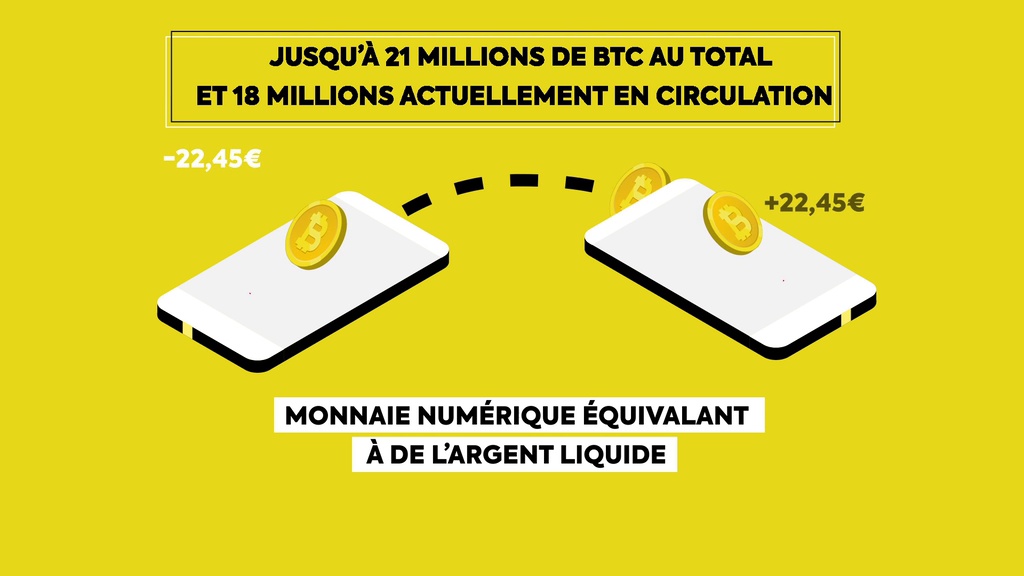 JUSQU'À 21 MILLIONS DE BTC AU TOTAL
ET 18 MILLIONS ACTUELLEMENT EN CIRCULATION
-22,45€
+22,45€
MONNAIE NUMÉRIQUE ÉQUIVALANT
À DE L'ARGENT LIQUIDE